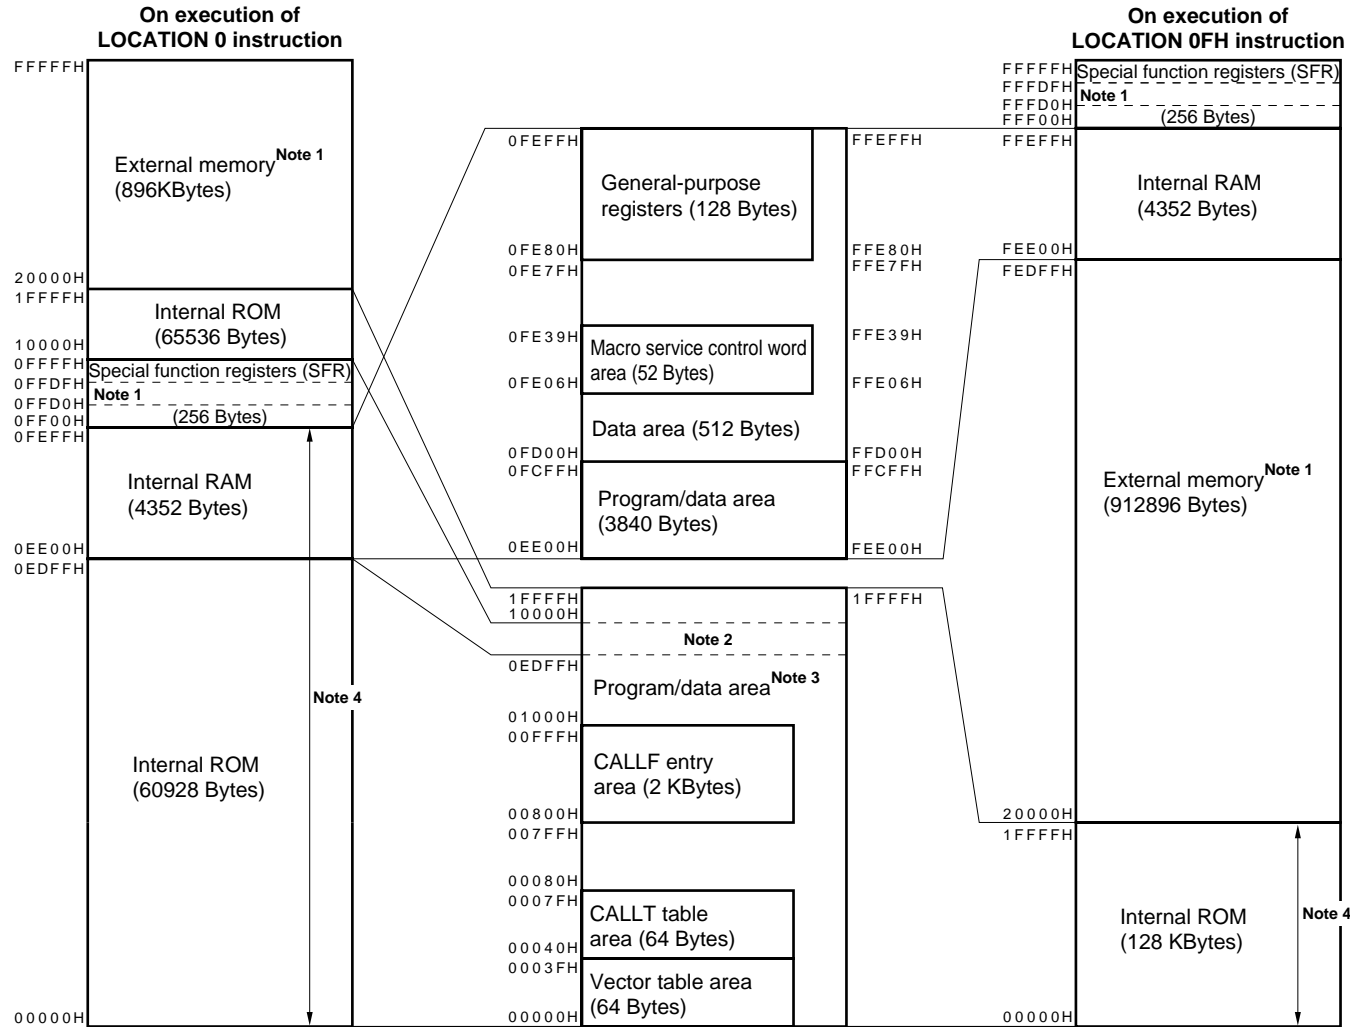 On execution of
LOCATION 0 instruction
FFFFFH
External memory Note 1
(896KBytes)
20000H
1FFFFH
Internal ROM
(65536 Bytes)
10000H
0FFFFH
Special function registers (SFR)
0FFDFH
Note 1
0FFD0H
0FF00H
(256 Bytes)
0FEFFH
Internal RAM
(4352 Bytes)
0EE00H
0EDFFH
Note 4
Internal ROM
(60928 Bytes)
00000H
0FEFFH
FFEFFH
General-purpose
registers (128 Bytes)
0FE80H
FFE80H
0FE7FH
FFE7FH
0FE39H
FFE39H
Macro service control word
area (52 Bytes)
0FE06H
FFE06H
Data area (512 Bytes)
0FD00H
FFD00H
0FCFFH
FFCFFH
Program/data area
(3840 Bytes)
0EE00H
FEE00H
1FFFFH
1FFFFH
10000H
Note 2
0EDFFH
Program/data area Note 3
01000H
00FFFH
CALLF entry
area (2 KBytes)
00800H
007FFH
00080H
0007FH
CALLT table
area (64 Bytes)
00040H
0003FH
Vector table area
(64 Bytes)
00000H
On execution of
LOCATION 0FH instruction
FFFFFH
Special function registers (SFR)
FFFDFH
Note 1
FFFD0H
FFF00H
(256 Bytes)
FFEFFH
Internal RAM
(4352 Bytes)
FEE00H
FEDFFH
External memory Note 1
(912896 Bytes)
20000H
1FFFFH
Note 4
Internal ROM
(128 KBytes)
00000H